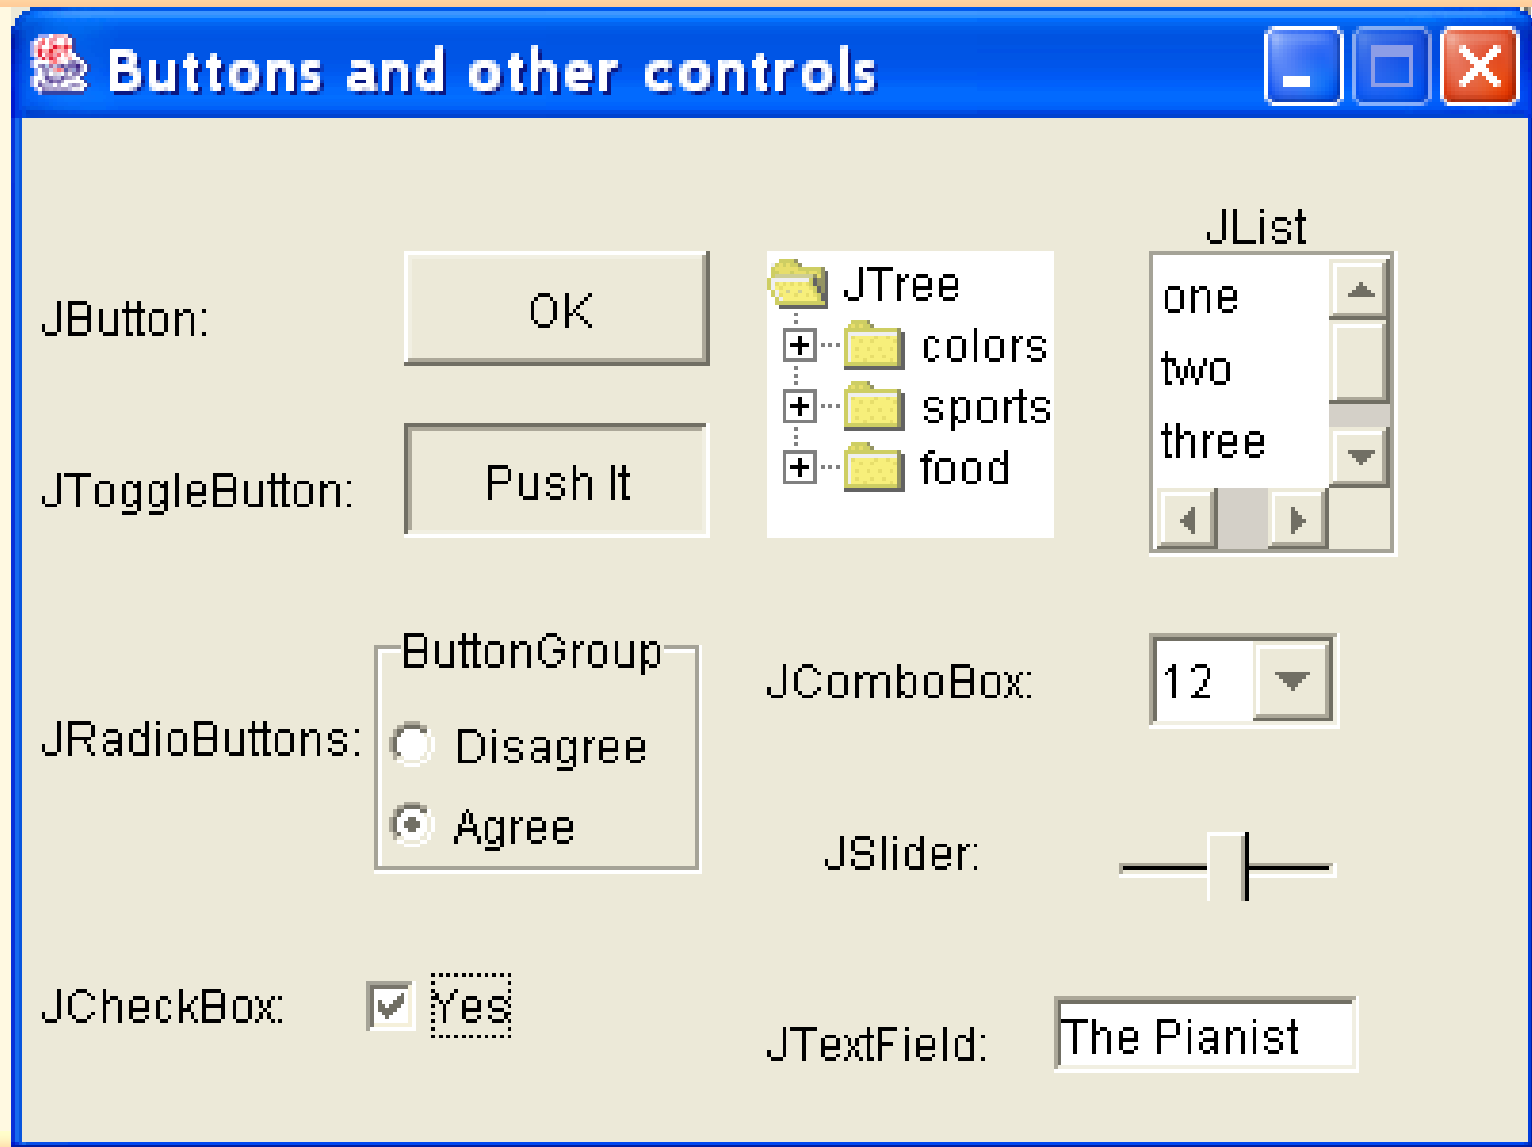 Buttons and other controls
JButton:
OK
JToggleButton:
Push It
JTree
colors
sports
food
JList
one
two
three
JRadioButtons:
ButtonGroup
Disagree
Agree
JComboBox:
12
JSlider:
JCheckBox:
Yes
JTextField:
The Pianist